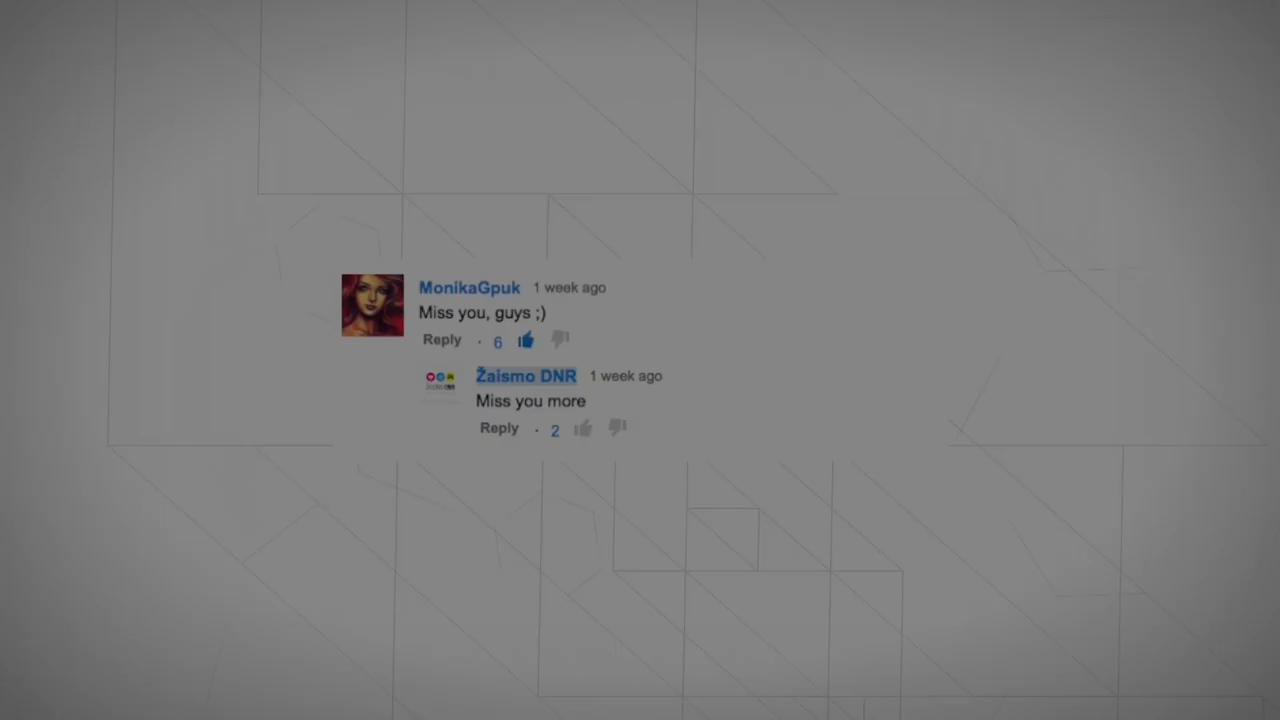 MonikaGpuk 1 week ago
Miss you, guys ;)
Reply · 6
Žaismo DNR 1 week ago
Miss you more
Reply · 2